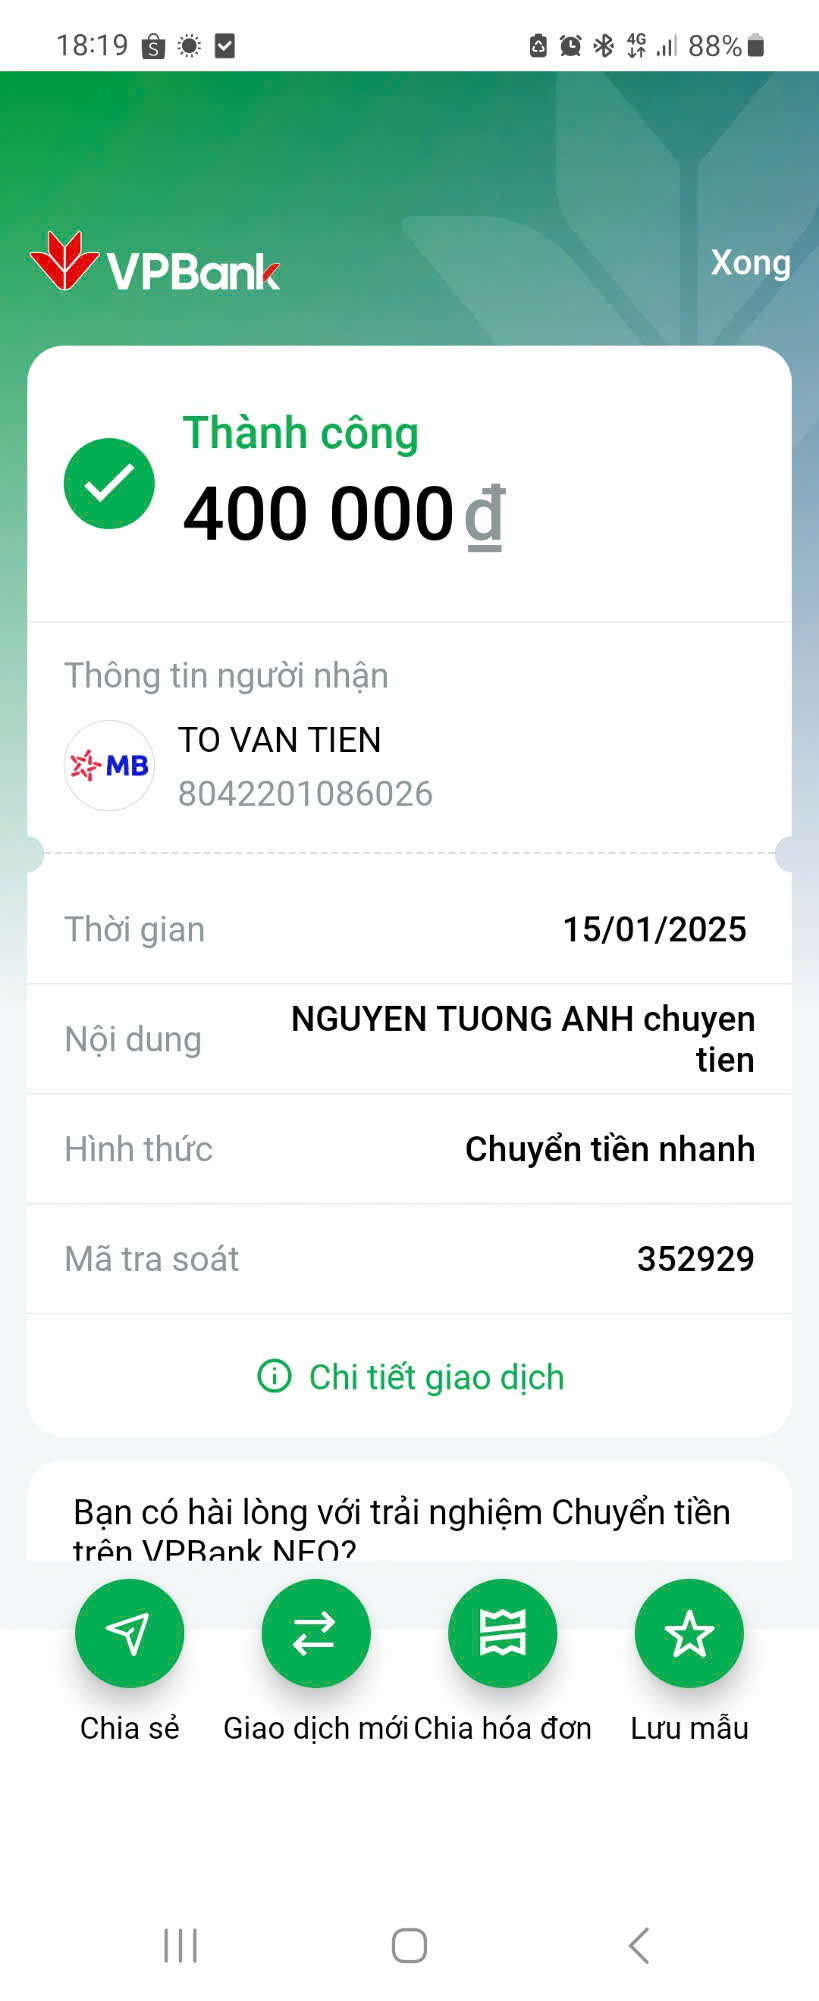 18:19
4G
88%
VPBank
Xong
Thành công
400 000 đ
Thông tin người nhận
MB
TO VAN TIEN
8042201086026
Thời gian
15/01/2025
Nội dung
NGUYEN TUONG ANH chuyen
tien
Hình thức
Chuyển tiền nhanh
Mã tra soát
352929
Chi tiết giao dịch
Bạn có hài lòng với trải nghiệm Chuyển tiền
trên VPBank NEO?
Chia sẻ
Giao dịch mới
Chia hóa đơn
Lưu mẫu